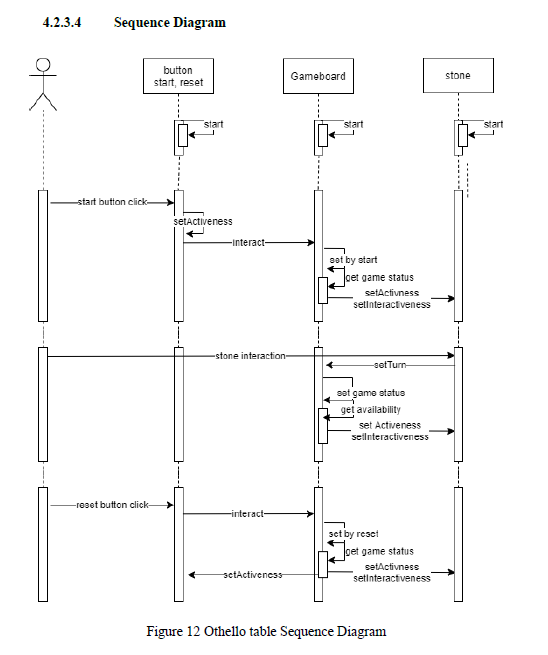 4.2.3.4 Sequence Diagram
button
start, reset
Gameboard
stone
start
start
start
start button click
setActiveness
interact
set by start
get game status
setActivness
setInteractiveness
stone interaction
setTurn
set game status
get availability
set Activeness
setInteractiveness
reset button click
interact
set by reset
get game status
setActiveness
setActivness
setInteractiveness
Figure 12 Othello table Sequence Diagram